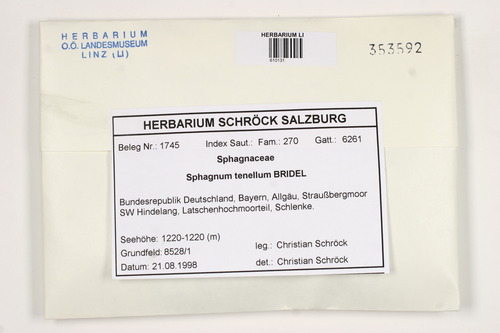 HERBARIUM
O.Ö. LANDESMUSEUM
LINZ (LI)
HERBARIUM LI
610131
353592
HERBARIUM SCHRÖCK SALZBURG
Beleg Nr.: 1745 Index Saut.: Fam.: 270 Gatt.: 6261
Sphagnaceae
Sphagnum tenellum BRIDEL
Bundesrepublik Deutschland, Bayern, Allgäu, Straußbergmoor
SW Hindelang, Latschenhochmoorteil, Schlenke.
Seehöhe: 1220-1220 (m)
Grundfeld: 8528/1 leg.: Christian Schröck
Datum: 21.08.1998 det.: Christian Schröck